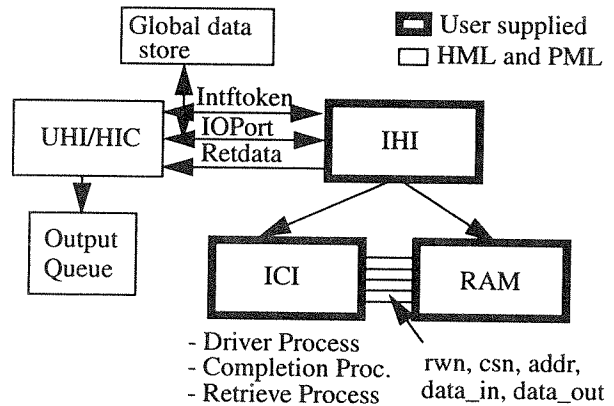 Global data
store
User supplied
HML and PML
Intftoken
UHI/HIC
IOPort
IHI
Retdata
Output
Queue
ICI
RAM
- Driver Process
- Completion Proc.
- Retrieve Process
rwn, csn, addr,
data_in, data_out